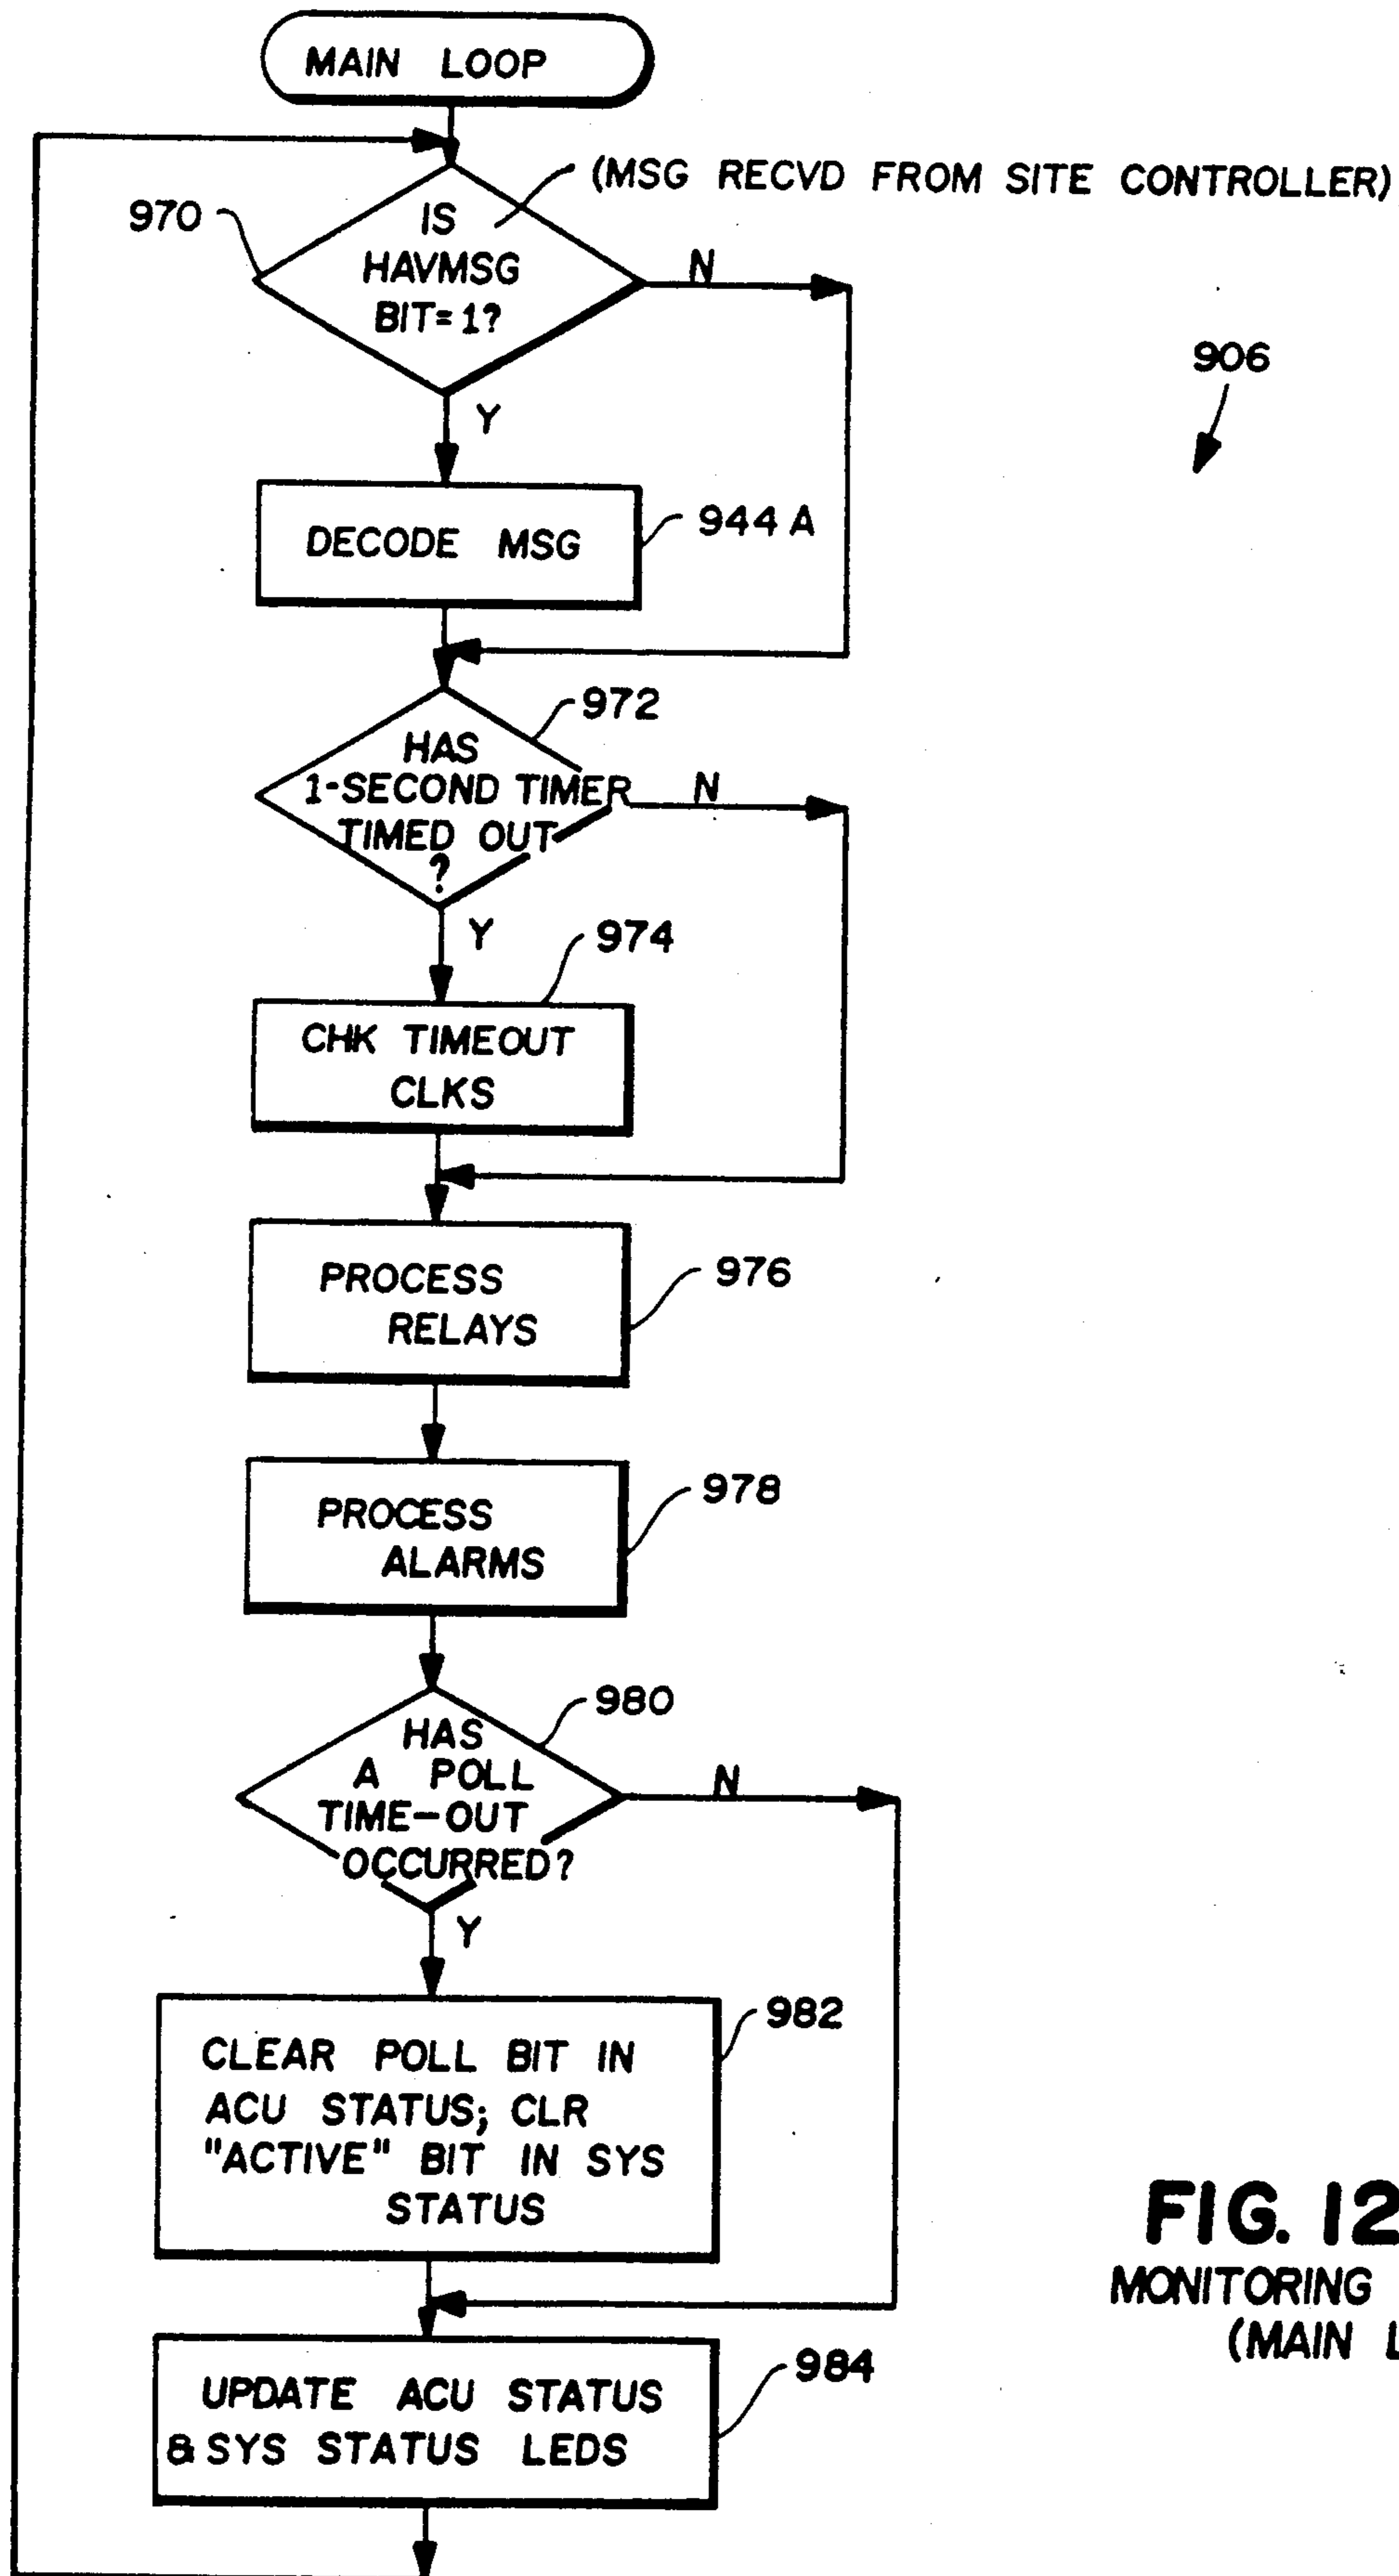 MAIN LOOP
(MSG RECVD FROM SITE CONTROLLER)
970
IS
HAVMSG
BIT=1?
N
906
Y
DECODE MSG
944 A
972
HAS
1-SECOND TIMER
TIMED OUT
?
N
Y
974
CHK TIMEOUT
CLKS
PROCESS
RELAYS
976
PROCESS
ALARMS
978
980
HAS
A POLL
TIME-OUT
OCCURRED?
N
Y
982
CLEAR POLL BIT IN
ACU STATUS; CLR
"ACTIVE" BIT IN SYS
STATUS
FIG. 12
MONITORING
(MAIN L
984
UPDATE ACU STATUS
& SYS STATUS LEDS